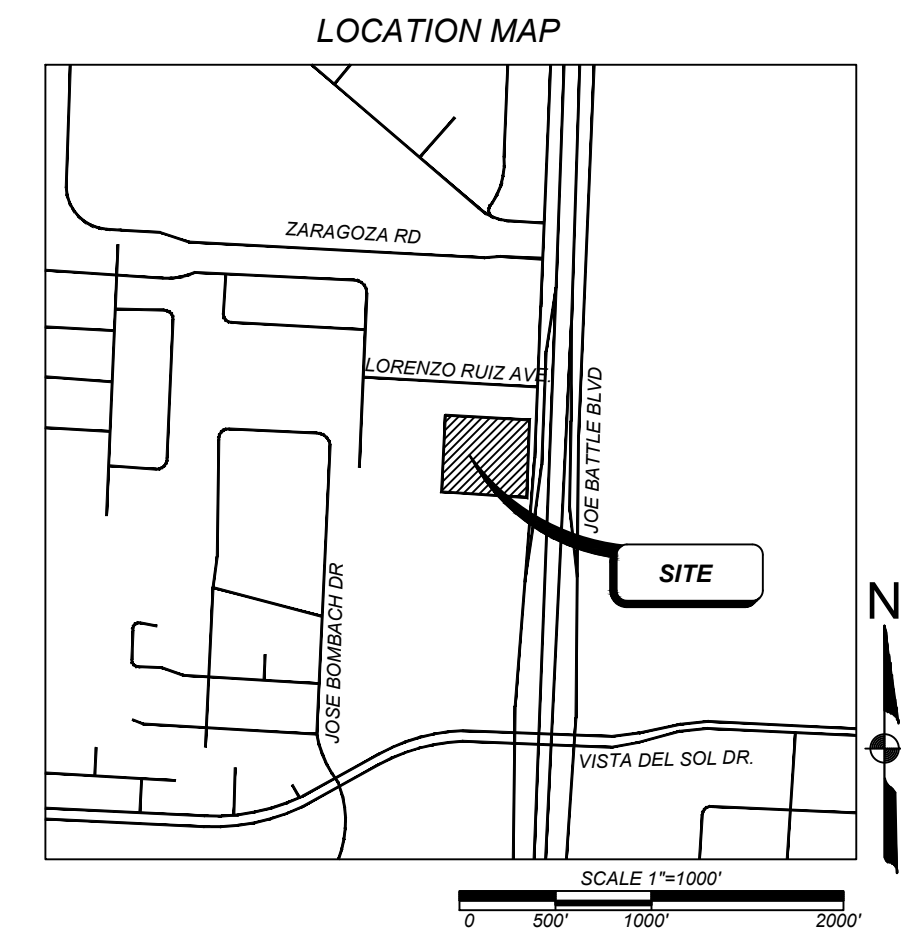 LOCATION MAP
ZARAGOZA RD
LORENZO RUIZ AVE.
JOE BATTLE BLVD
SITE
JOSE BOMBACH DR
N
VISTA DEL SOL DR.
SCALE 1"=1000'
0 500' 1000' 2000'